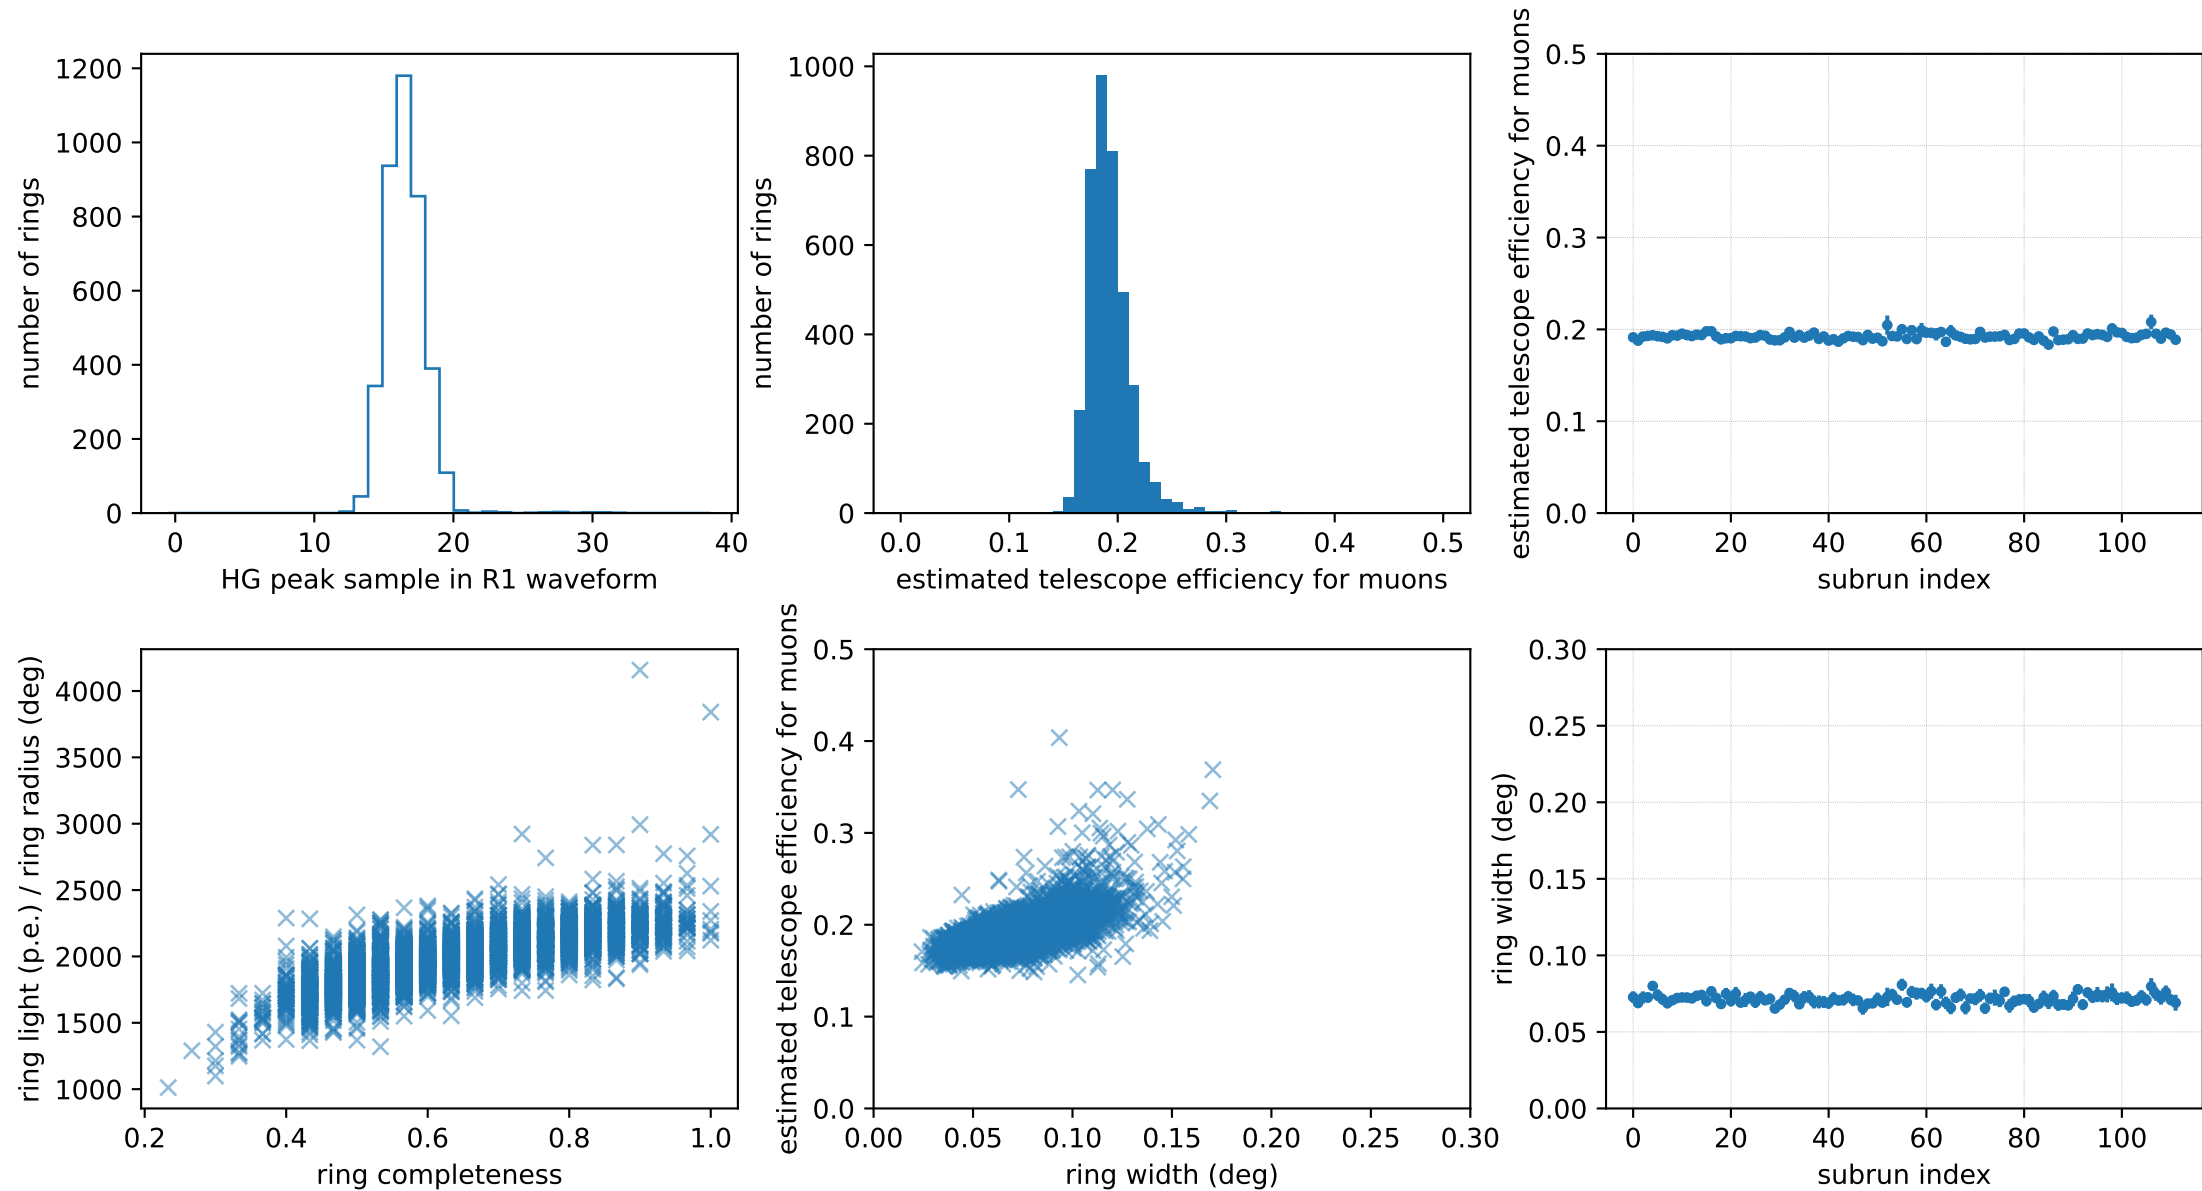 number of rings
1200
1000
800
600
400
200
0
0 10 20 30 40
HG peak sample in R1 waveform
number of rings
1000
800
600
400
200
0
0.0 0.1 0.2 0.3 0.4 0.5
estimated telescope efficiency for muons
estimated telescope efficiency for muons
0.5
0.4
0.3
0.2
0.1
0.0
0 20 40 60 80 100
subrun index
ring light (p.e.) / ring radius (deg)
4000
3500
3000
2500
2000
1500
1000
0.2 0.4 0.6 0.8 1.0
ring completeness
estimated telescope efficiency for muons
0.5
0.4
0.3
0.2
0.1
0.0
0.00 0.05 0.10 0.15 0.20 0.25 0.30
ring width (deg)
ring width (deg)
0.30
0.25
0.20
0.15
0.10
0.05
0.00
0 20 40 60 80 100
subrun index